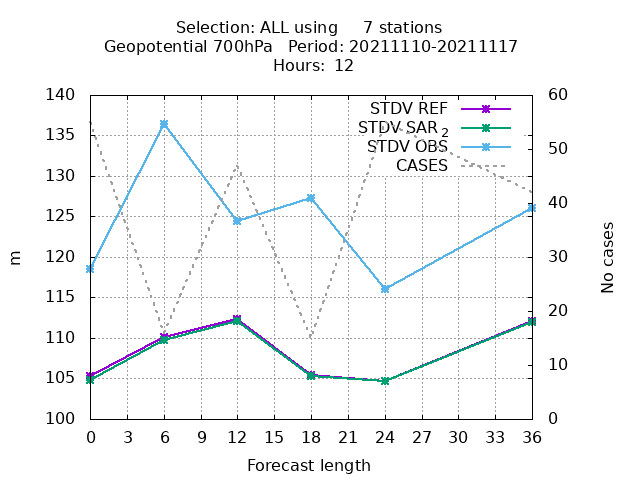 Selection: ALL using 7 stations
Geopotential 700hPa Period: 20211110-20211117
Hours: 12
140 60
STDV REF
135 STDV SAR 2
50
STDV OBS
130 CASES
125 40
120 30
115
110 20
105 10
100 0
m
No cases
0 3 6 9 12 15 18 21 24 27 30 33 36
Forecast length